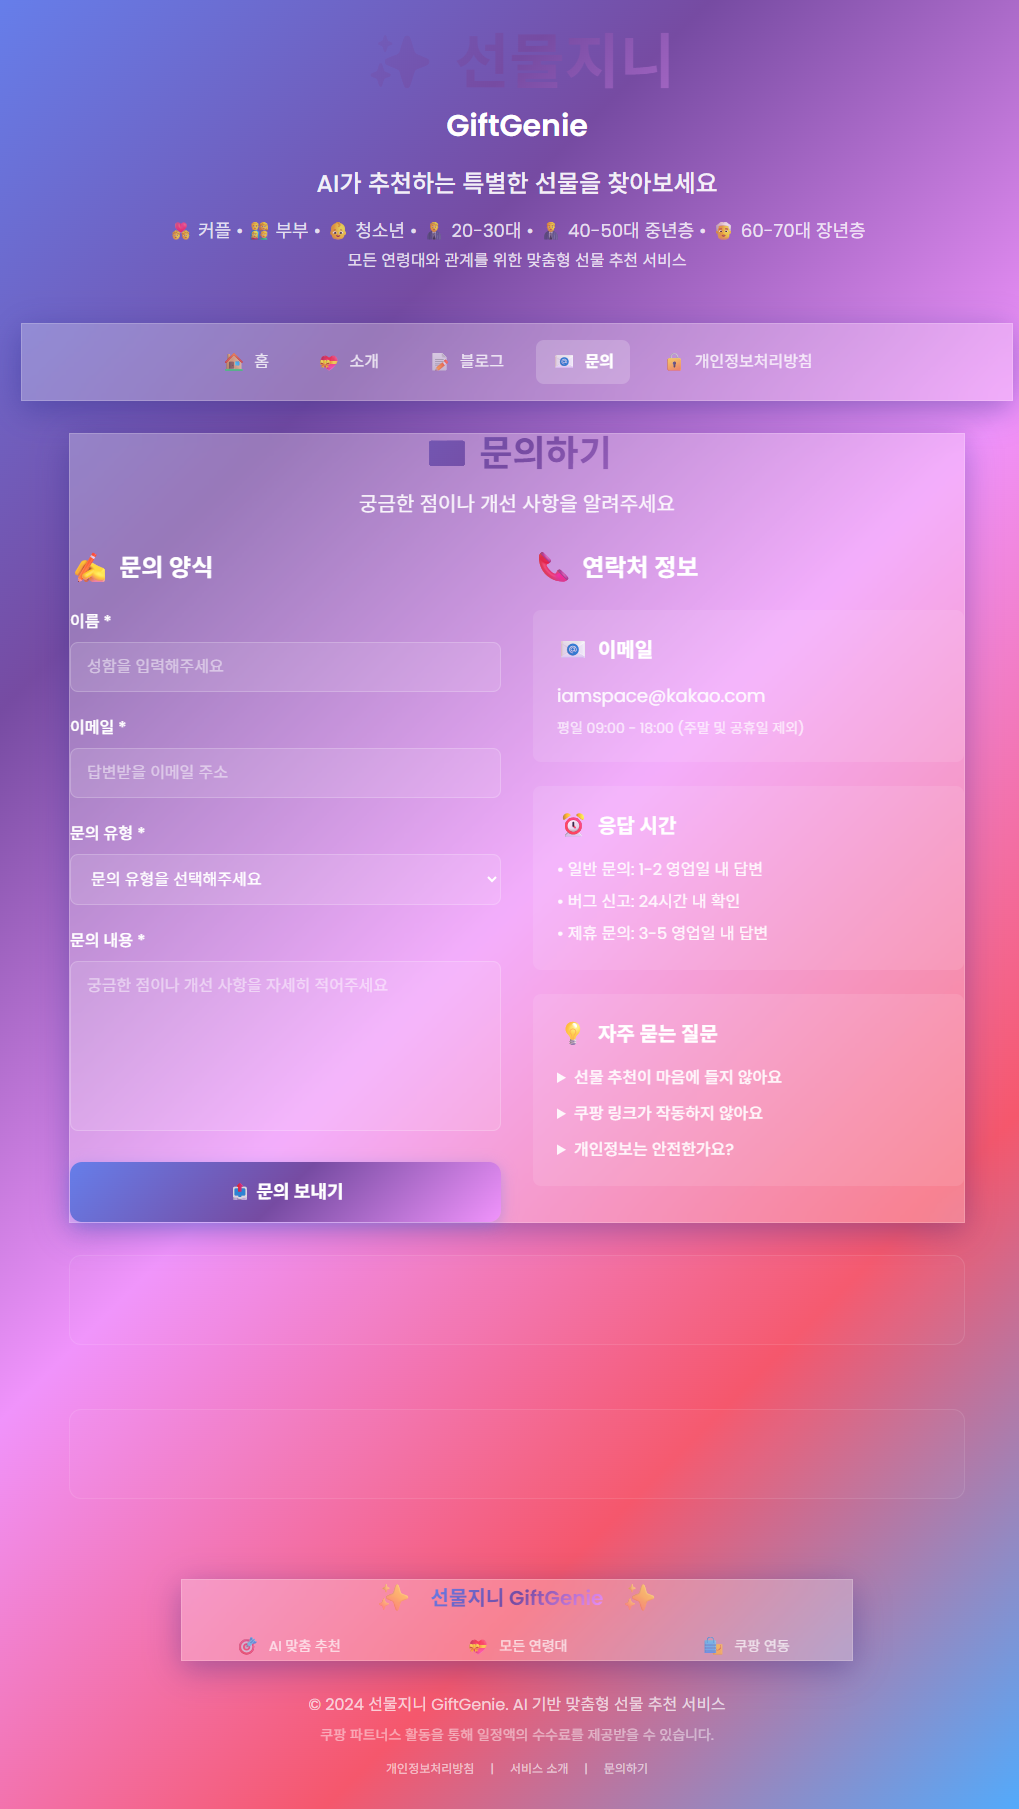 ✨ 선물지니
GiftGenie
AI가 추천하는 특별한 선물을 찾아보세요
💏 커플 • 👫 부부 • 👶 청소년 • 👔 20-30대 • 👔 40-50대 중년층 • 👴 60-70대 장년층
모든 연령대와 관계를 위한 맞춤형 선물 추천 서비스
🏠 홈 💝 소개 📝 블로그 📧 문의 🔒 개인정보처리방침
📧 문의하기
궁금한 점이나 개선 사항을 알려주세요
✍️ 문의 양식
이름 *
성함을 입력해주세요
이메일 *
답변받을 이메일 주소
문의 유형 *
문의 유형을 선택해주세요
문의 내용 *
궁금한 점이나 개선 사항을 자세히 적어주세요
📮 문의 보내기
📞 연락처 정보
📧 이메일
iamspace@kakao.com
평일 09:00 - 18:00 (주말 및 공휴일 제외)
⏰ 응답 시간
• 일반 문의: 1-2 영업일 내 답변
• 버그 신고: 24시간 내 확인
• 제휴 문의: 3-5 영업일 내 답변
💡 자주 묻는 질문
▶ 선물 추천이 마음에 들지 않아요
▶ 쿠팡 링크가 작동하지 않아요
▶ 개인정보는 안전한가요?
✨ 선물지니 GiftGenie ✨
🎯 AI 맞춤 추천 💝 모든 연령대 🛍️ 쿠팡 연동
© 2024 선물지니 GiftGenie. AI 기반 맞춤형 선물 추천 서비스
쿠팡 파트너스 활동을 통해 일정액의 수수료를 제공받을 수 있습니다.
개인정보처리방침 | 서비스 소개 | 문의하기